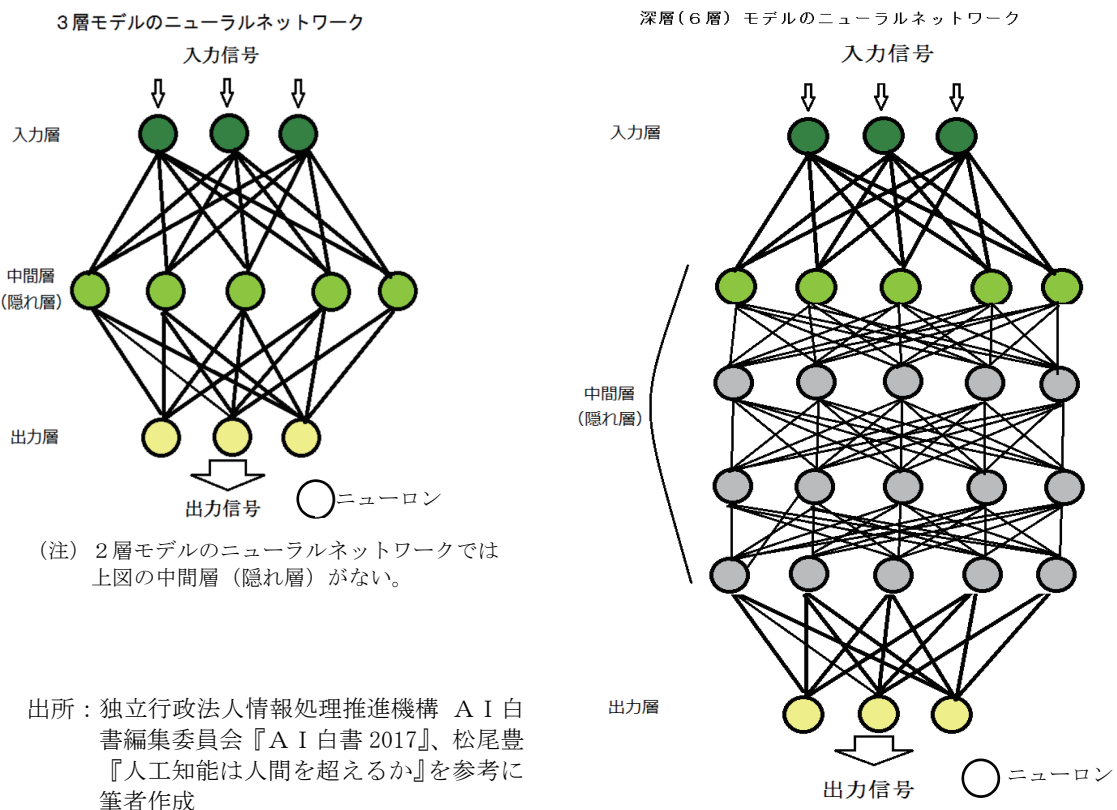 3層モデルのニューラルネットワーク
入力信号
入力層
中間層
(隠れ層)
出力層
出力信号
ニューロン
(注) 2層モデルのニューラルネットワークでは
上図の中間層(隠れ層)がない。
出所:独立行政法人情報処理推進機構 AI白
書編集委員会『AI白書 2017』、松尾豊
『人工知能は人間を超えるか』を参考に
筆者作成
深層(6層) モデルのニューラルネットワーク
入力信号
入力層
中間層
(隠れ層)
出力層
出力信号
ニューロン